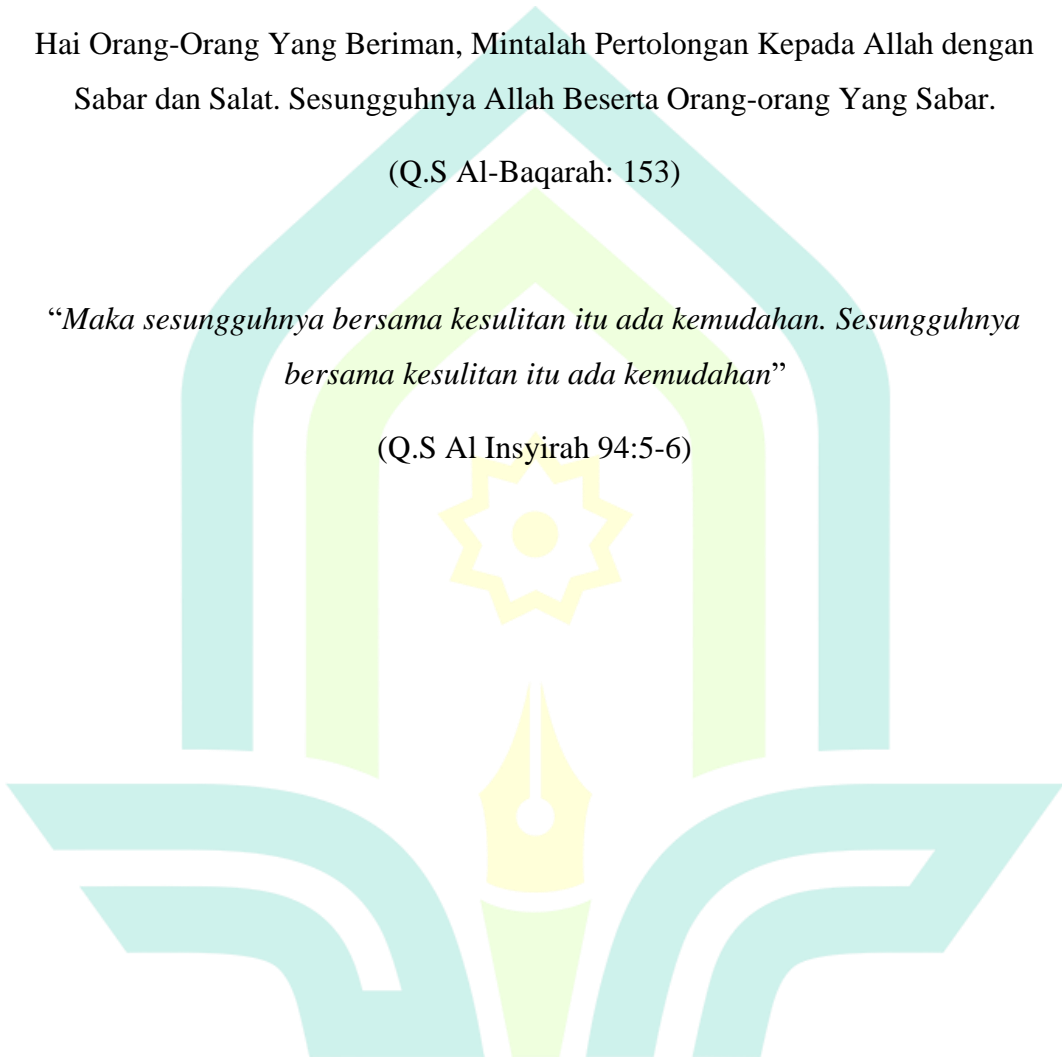 Hai Orang-Orang Yang Beriman, Mintalah Pertolongan Kepada Allah dengan
Sabar dan Salat. Sesungguhnya Allah Beserta Orang-orang Yang Sabar.
(Q.S Al-Baqarah: 153)
“Maka sesungguhnya bersama kesulitan itu ada kemudahan. Sesungguhnya
bersama kesulitan itu ada kemudahan”
(Q.S Al Insyirah 94:5-6)